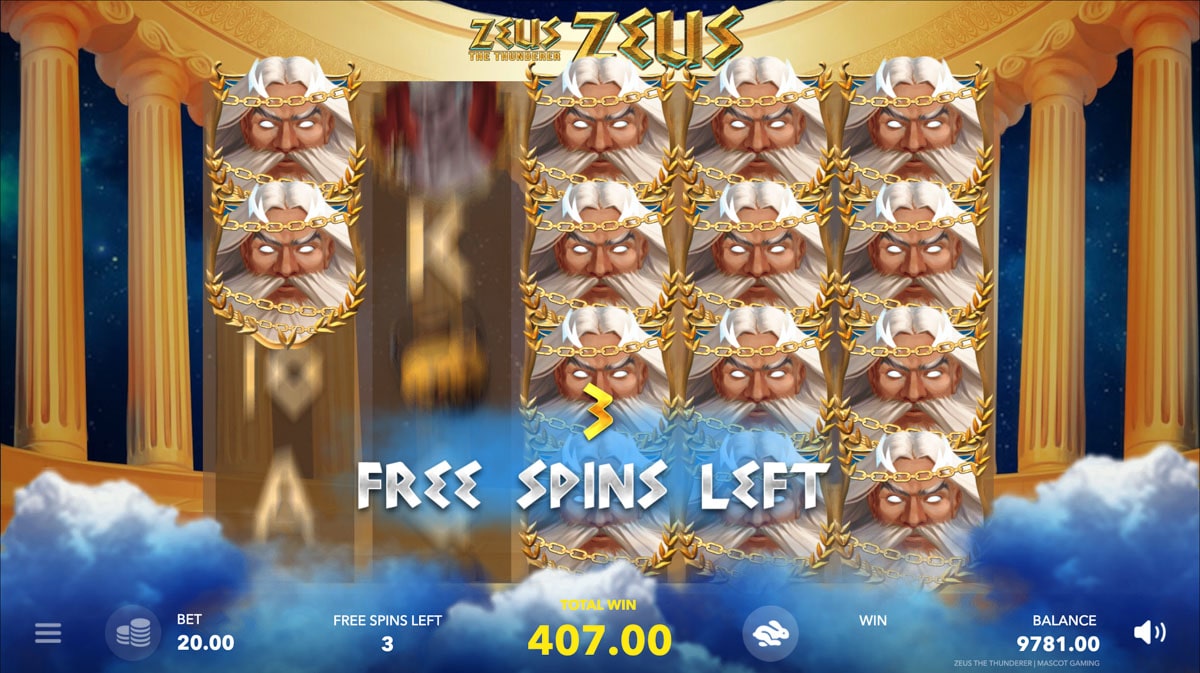 ZEUS
THE THUNDERER
ZEUS
K
A
3
FREE SPINS LEFT
BET
20.00
FREE SPINS LEFT
3
TOTAL WIN
407.00
WIN
BALANCE
9781.00
ZEUS THE THUNDERER | MASCOT GAMING